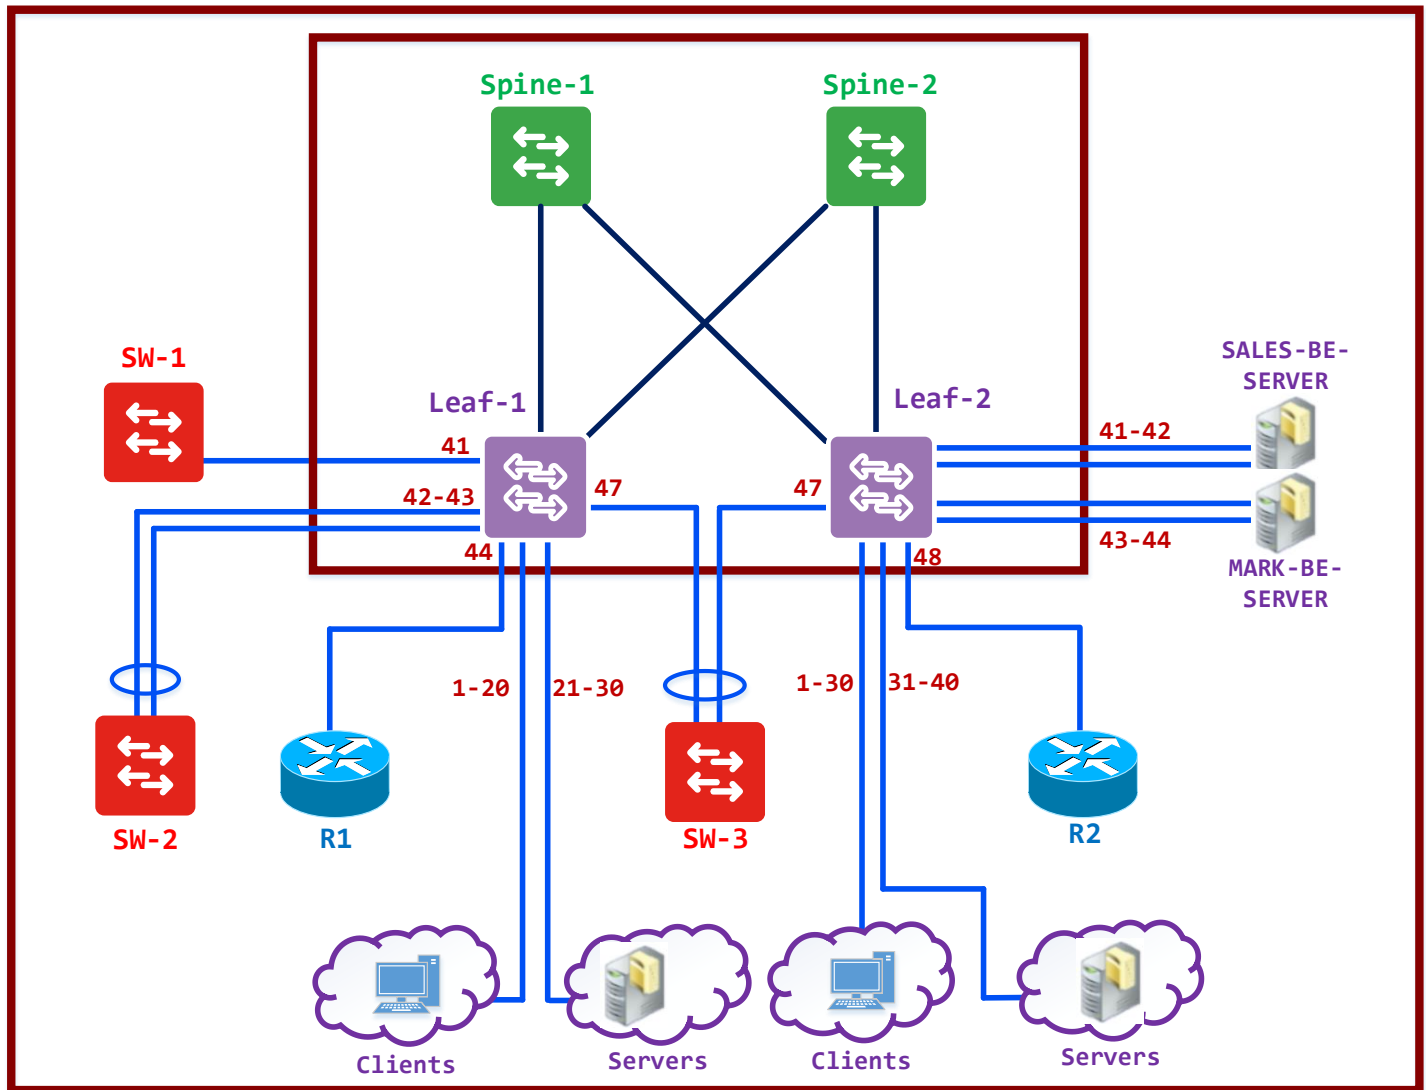 Spine-1
Spine-2
SW-1
SALES-BE-
SERVER
Leaf-1
Leaf-2
41
41-42
42-43
47
47
44
48
43-44
MARK-BE-
SERVER
1-20
21-30
1-30
31-40
SW-2
R1
SW-3
R2
Clients
Servers
Clients
Servers